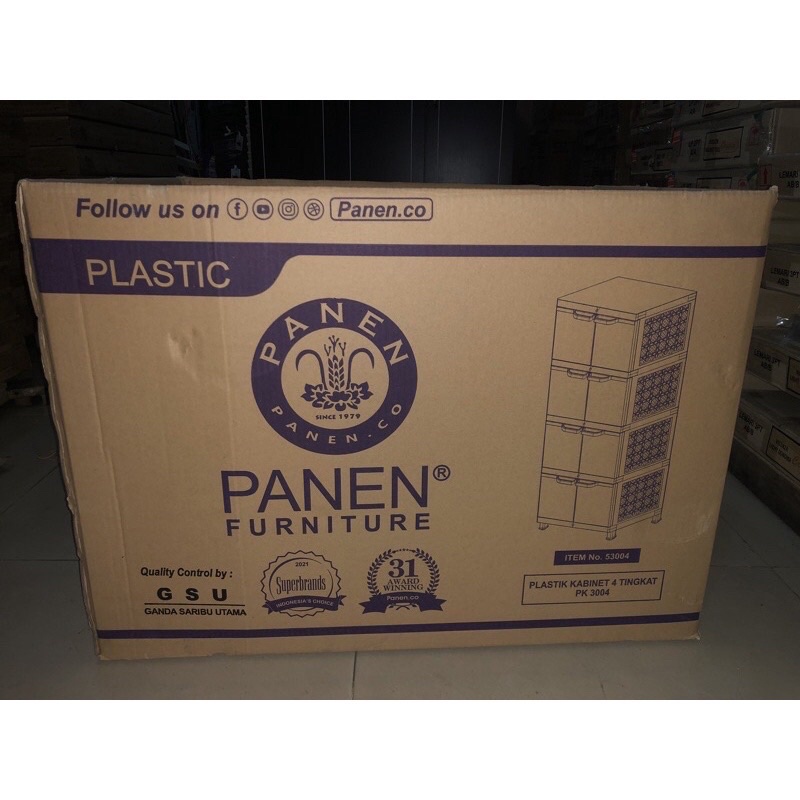 Follow us on Panen.co
PLASTIC
PANEN
SINCE 1979
PANEN.CO
PANEN®
FURNITURE
Quality Control by :
G S U
GANDA SARIBU UTAMA
2021
Superbrands
INDONESIA'S CHOICE
31
AWARD
WINNING
Panen.co
ITEM No. 53004
PLASTIK KABINET 4 TINGKAT
PK 3004
LEMARI